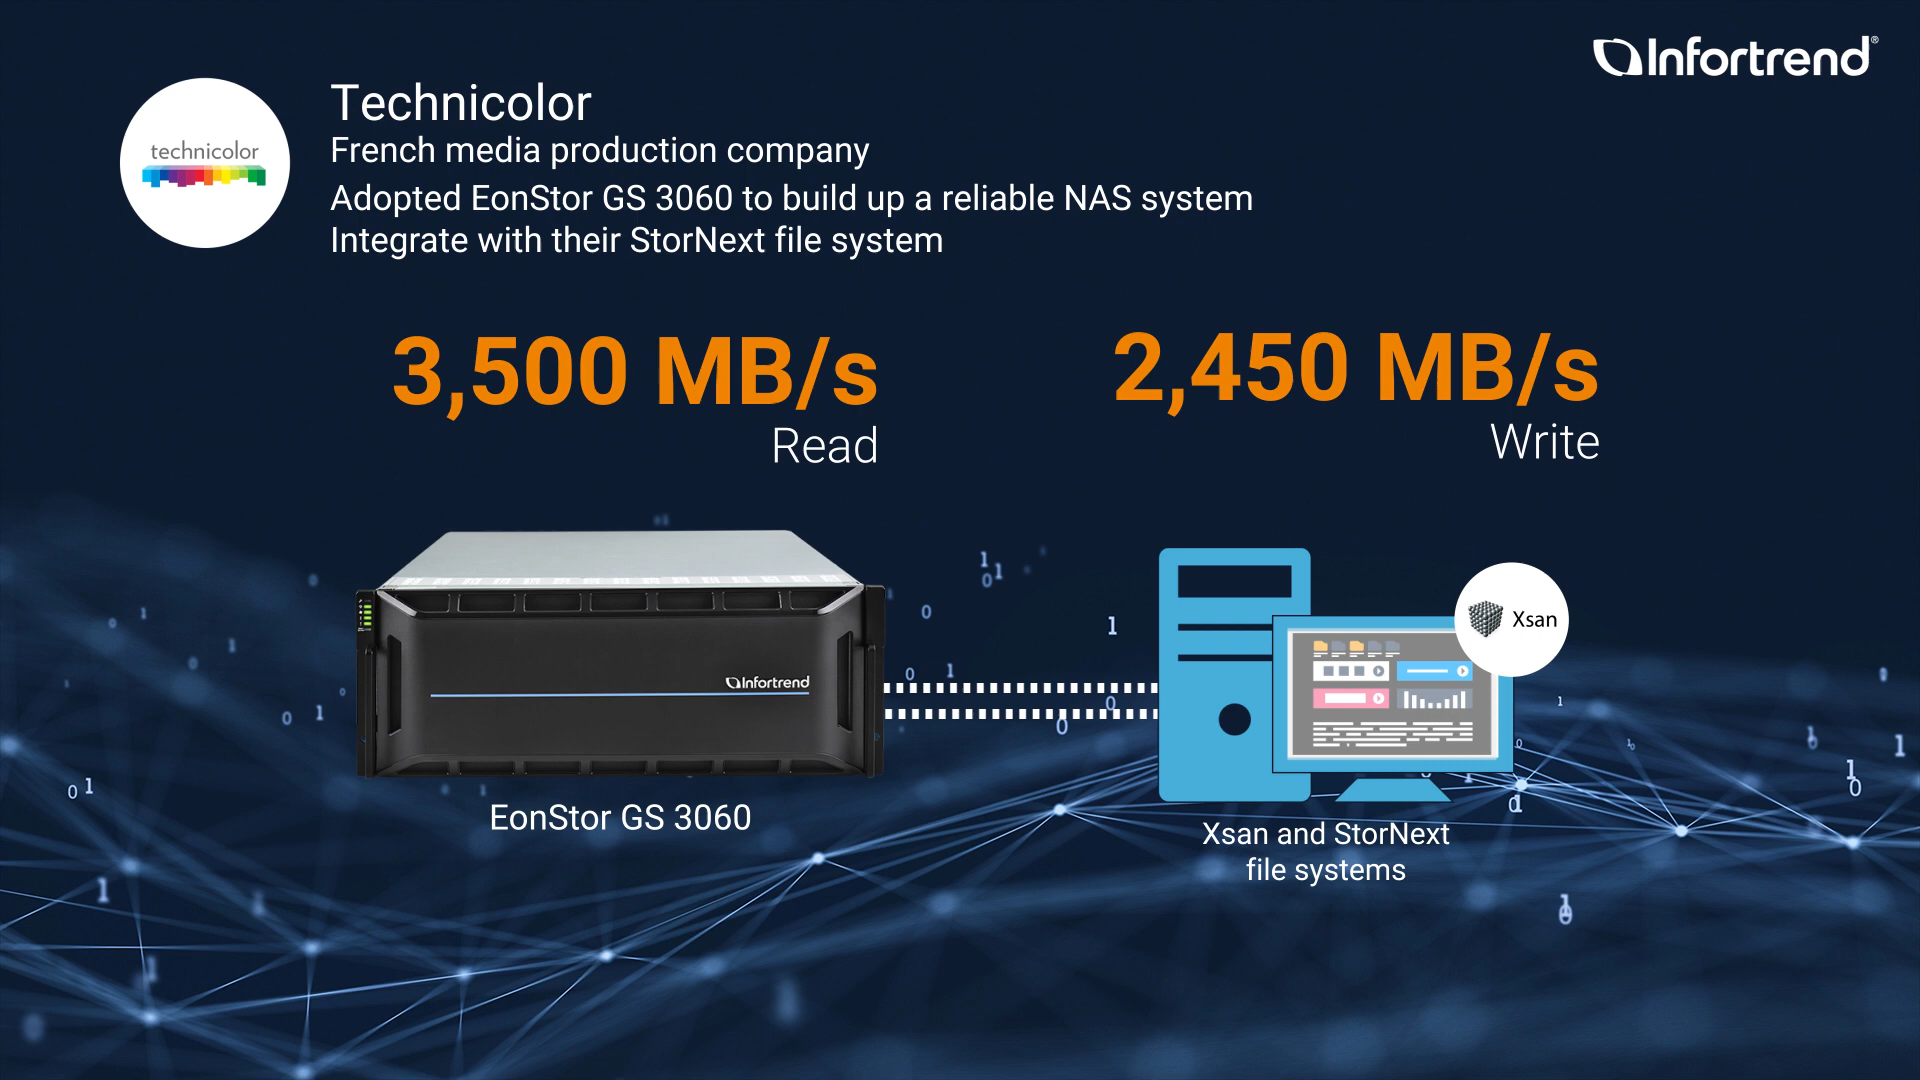 Infortrend®
technicolor
Technicolor
French media production company
Adopted EonStor GS 3060 to build up a reliable NAS system
Integrate with their StorNext file system
3,500 MB/s
Read
2,450 MB/s
Write
Infortrend
Xsan
EonStor GS 3060
Xsan and StorNext
file systems